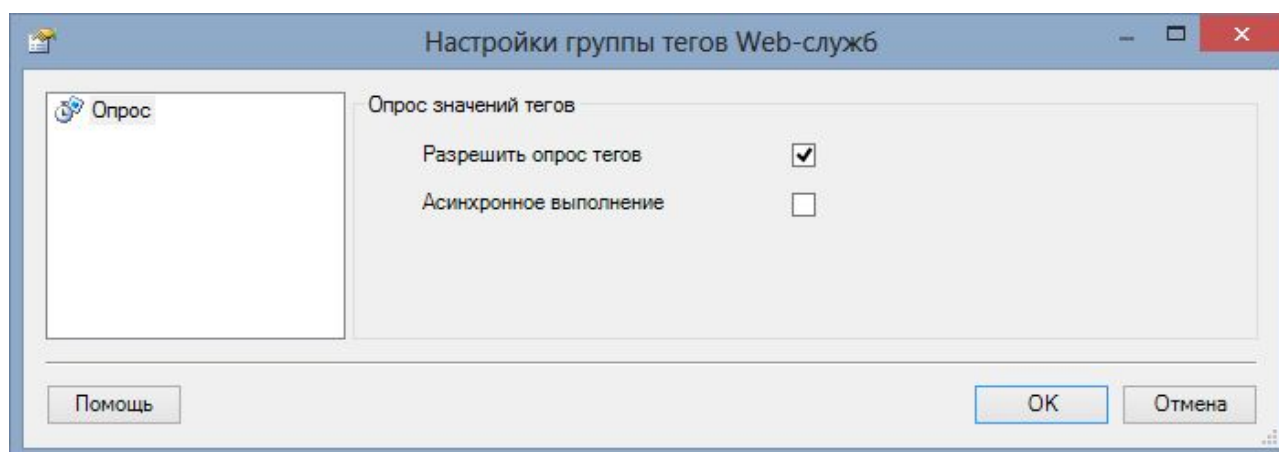 Настройки группы тегов Web-служб
Опрос
Опрос значений тегов
Разрешить опрос тегов
Асинхронное выполнение
Помощь
OK
Отмена